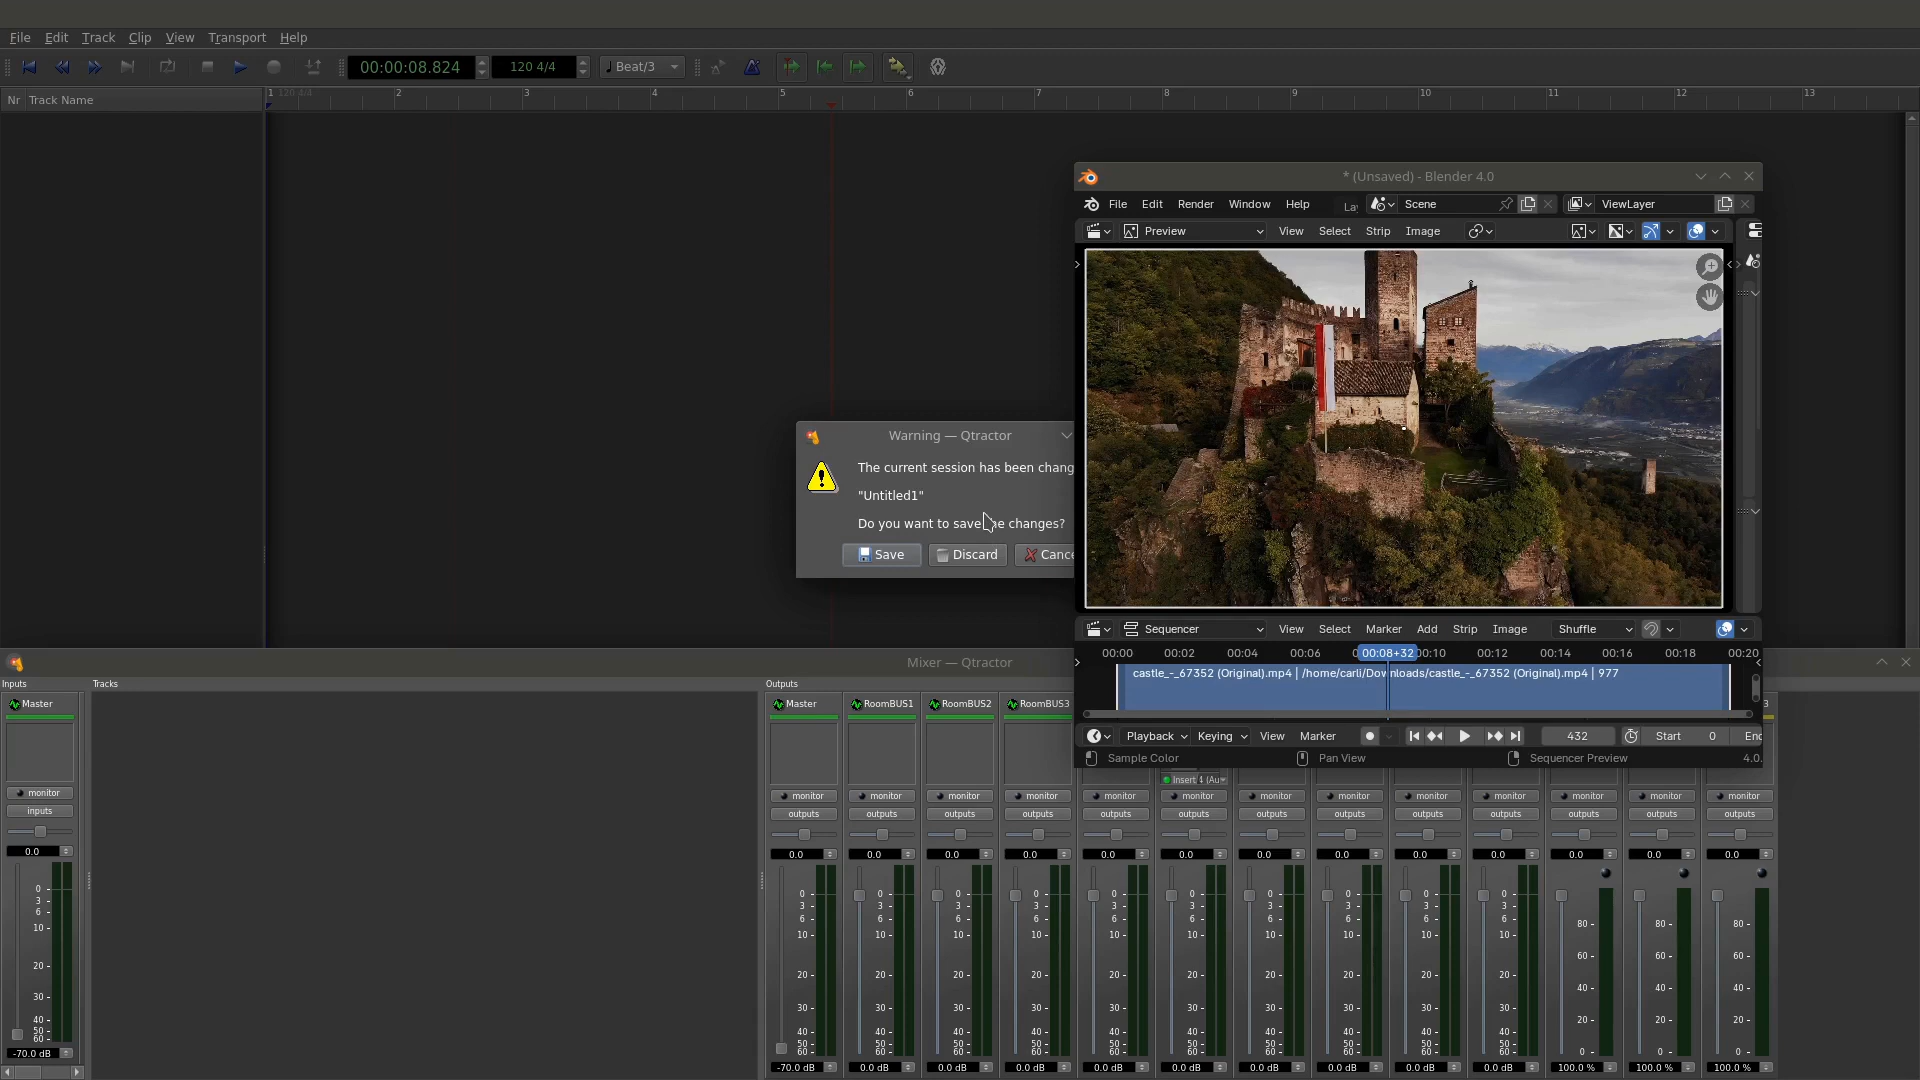 File Edit Track Clip View Transport Help
00:00:08.824 120 4/4 Beat/3
Nr Track Name
1 120 4/4 2 3 4 5 6 7 8 9 10 11 12 13
* (Unsaved) - Blender 4.0
File Edit Render Window Help La Scene ViewLayer
Preview View Select Strip Image
Warning — Qtractor
The current session has been chang
"Untitled1"
Do you want to save he changes?
Save Discard Cance
Sequencer View Select Marker Add Strip Image Shuffle
00:00 00:02 00:04 00:06 00:08+32 00:10 00:12 00:14 00:16 00:18 00:20
castle_-_67352 (Original).mp4 | /home/carli/Downloads/castle_-_67352 (Original).mp4 | 977
Playback Keying View Marker 432 Start 0 Enc
Sample Color Pan View Sequencer Preview 4.0.
Mixer — Qtractor
Inputs Tracks Outputs
Master Master RoomBUS1 RoomBUS2 RoomBUS3 3
Insert
monitor monitor monitor monitor monitor monitor monitor monitor monitor monitor monitor monitor monitor monitor
inputs outputs outputs outputs outputs outputs outputs outputs outputs outputs outputs outputs outputs outputs
0.0 0.0 0.0 0.0 0.0 0.0 0.0 0.0 0.0 0.0 0.0 0.0 0.0 0.0
0 0 0 0 0 0 0 0 0 0 0
3 3 3 3 3 3 3 3 3 3 3
6 6 6 6 6 6 6 6 6 6 6 80 80 80
10 10 10 10 10 10 10 10 10 10 10 60 60 60
20 20 20 20 20 20 20 20 20 20 20 40 40 40
30 30 30 30 30 30 30 30 30 30 30 20 20 20
40 40 40 40 40 40 40 40 40 40 40
50 50 50 50 50 50 50 50 50 50 50
60 60 60 60 60 60 60 60 60 60 60 0 0 0
-70.0 dB -70.0 dB 0.0 dB 0.0 dB 0.0 dB 0.0 dB 0.0 dB 0.0 dB 0.0 dB 0.0 dB 0.0 dB 100.0 % 100.0 % 100.0 %